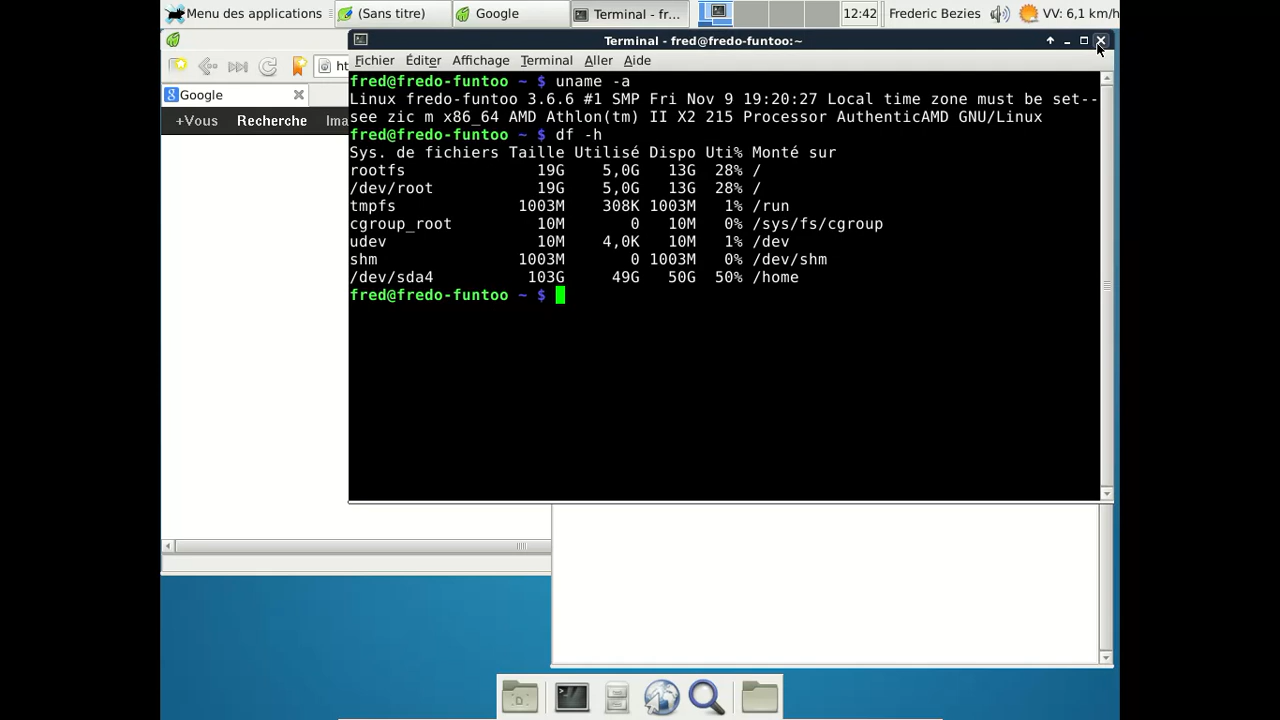 Menu des applications (Sans titre) Google Terminal - fr... 12:42 Frederic Bezies VV: 6,1 km/h
Terminal - fred@fredo-funtoo:~
Fichier Éditer Affichage Terminal Aller Aide
ht
Google
+Vous Recherche Ima
fred@fredo-funtoo ~ $ uname -a
Linux fredo-funtoo 3.6.6 #1 SMP Fri Nov 9 19:20:27 Local time zone must be set--
see zic m x86_64 AMD Athlon(tm) II X2 215 Processor AuthenticAMD GNU/Linux
fred@fredo-funtoo ~ $ df -h
Sys. de fichiers Taille Utilisé Dispo Uti% Monté sur
rootfs 19G 5,0G 13G 28% /
/dev/root 19G 5,0G 13G 28% /
tmpfs 1003M 308K 1003M 1% /run
cgroup_root 10M 0 10M 0% /sys/fs/cgroup
udev 10M 4,0K 10M 1% /dev
shm 1003M 0 1003M 0% /dev/shm
/dev/sda4 103G 49G 50G 50% /home
fred@fredo-funtoo ~ $